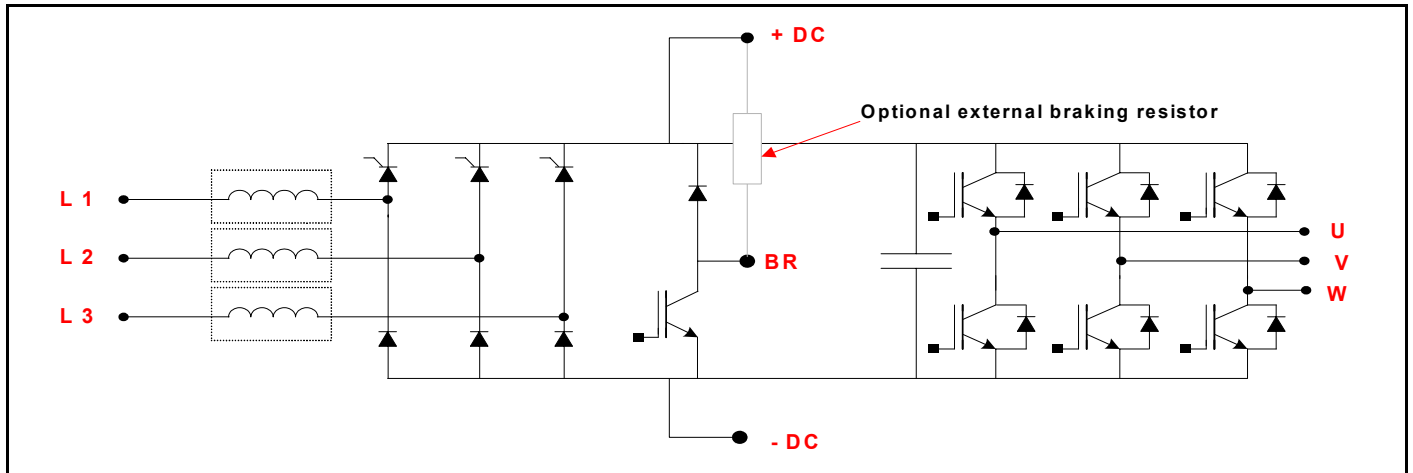 + DC
Optional external braking resistor
L 1
L 2
L 3
BR
U
V
W
- DC